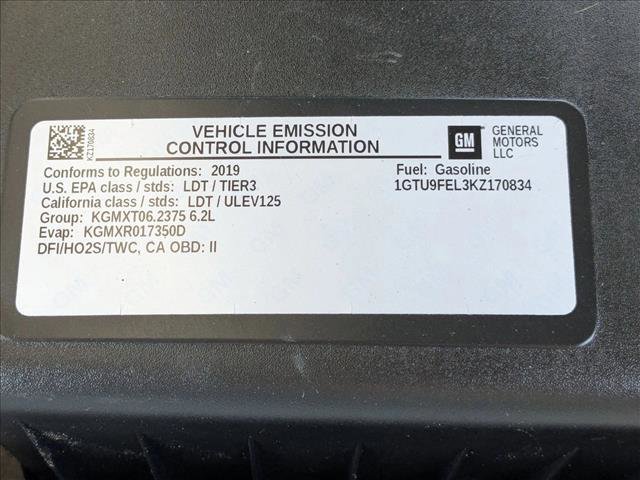 KZ170834
VEHICLE EMISSION
CONTROL INFORMATION
GM
GENERAL
MOTORS
LLC
Conforms to Regulations: 2019
U.S. EPA class / stds: LDT / TIER3
California class / stds: LDT / ULEV125
Group: KGMXT06.2375 6.2L
Evap: KGMXR017350D
DFI/HO2S/TWC, CA OBD: II
Fuel: Gasoline
1GTU9FEL3KZ170834